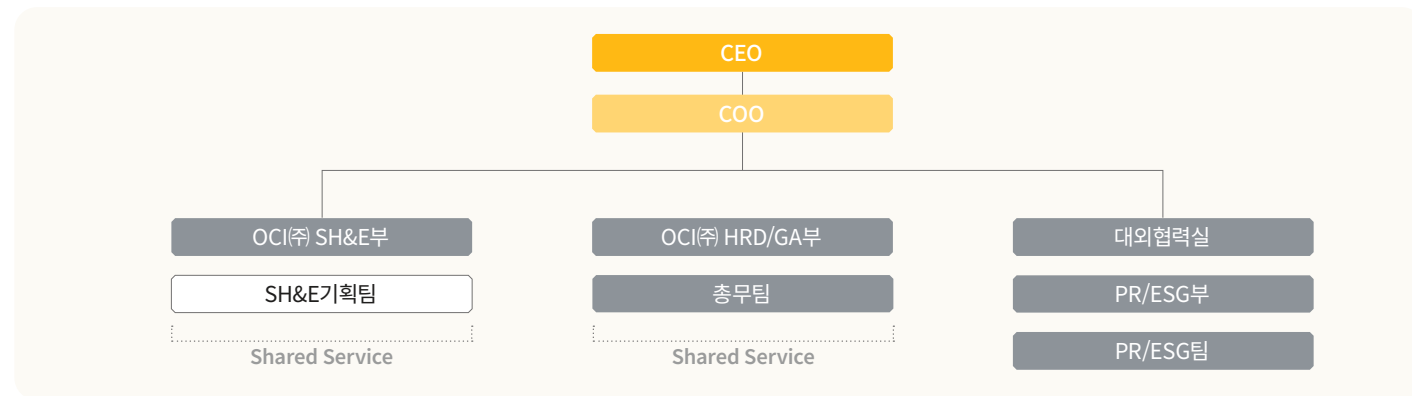 CEO
COO
OCI㈜ SH&E부
SH&E기획팀
Shared Service
OCI㈜ HRD/GA부
총무팀
Shared Service
대외협력실
PR/ESG부
PR/ESG팀